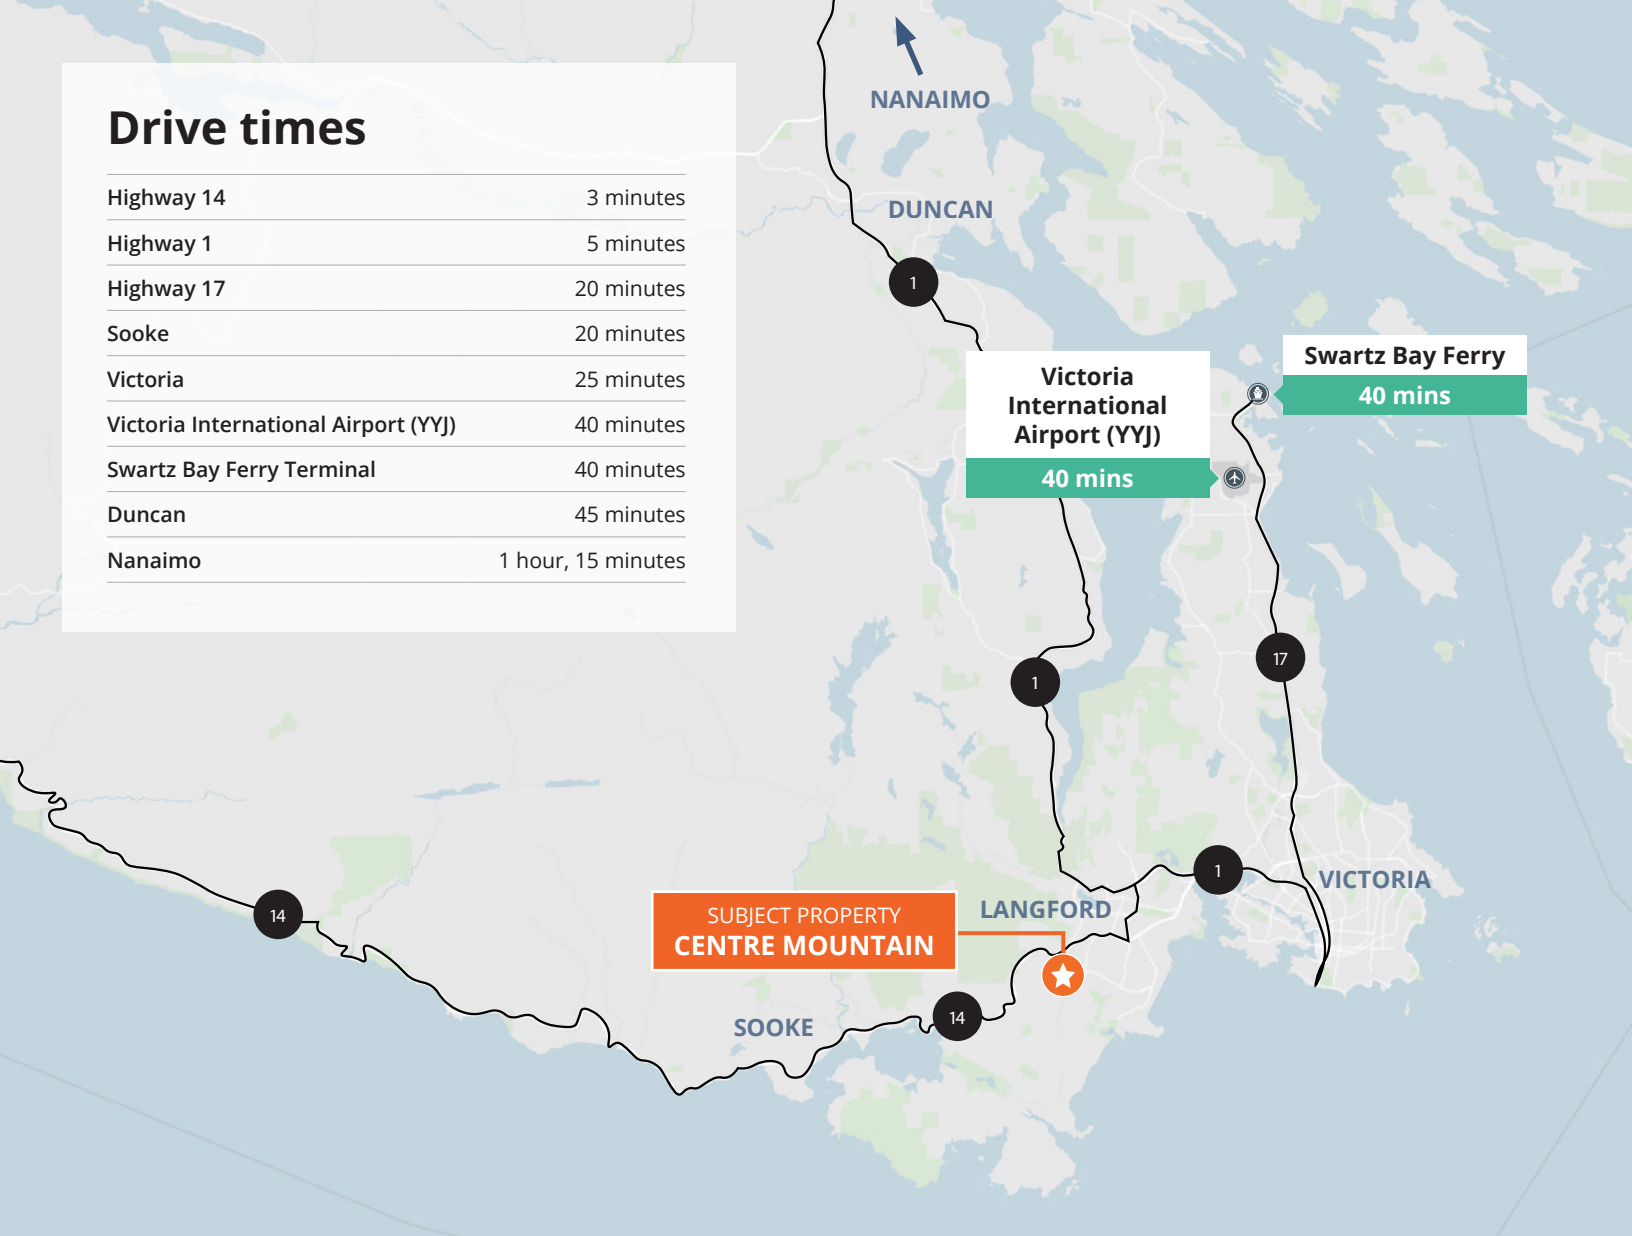 Drive times
Highway 14 3 minutes
Highway 1 5 minutes
Highway 17 20 minutes
Sooke 20 minutes
Victoria 25 minutes
Victoria International Airport (YYJ) 40 minutes
Swartz Bay Ferry Terminal 40 minutes
Duncan 45 minutes
Nanaimo 1 hour, 15 minutes
NANAIMO
DUNCAN
1
Victoria
International
Airport (YYJ)
40 mins
Swartz Bay Ferry
40 mins
1
17
1
VICTORIA
14
SUBJECT PROPERTY
CENTRE MOUNTAIN
LANGFORD
SOOKE
14